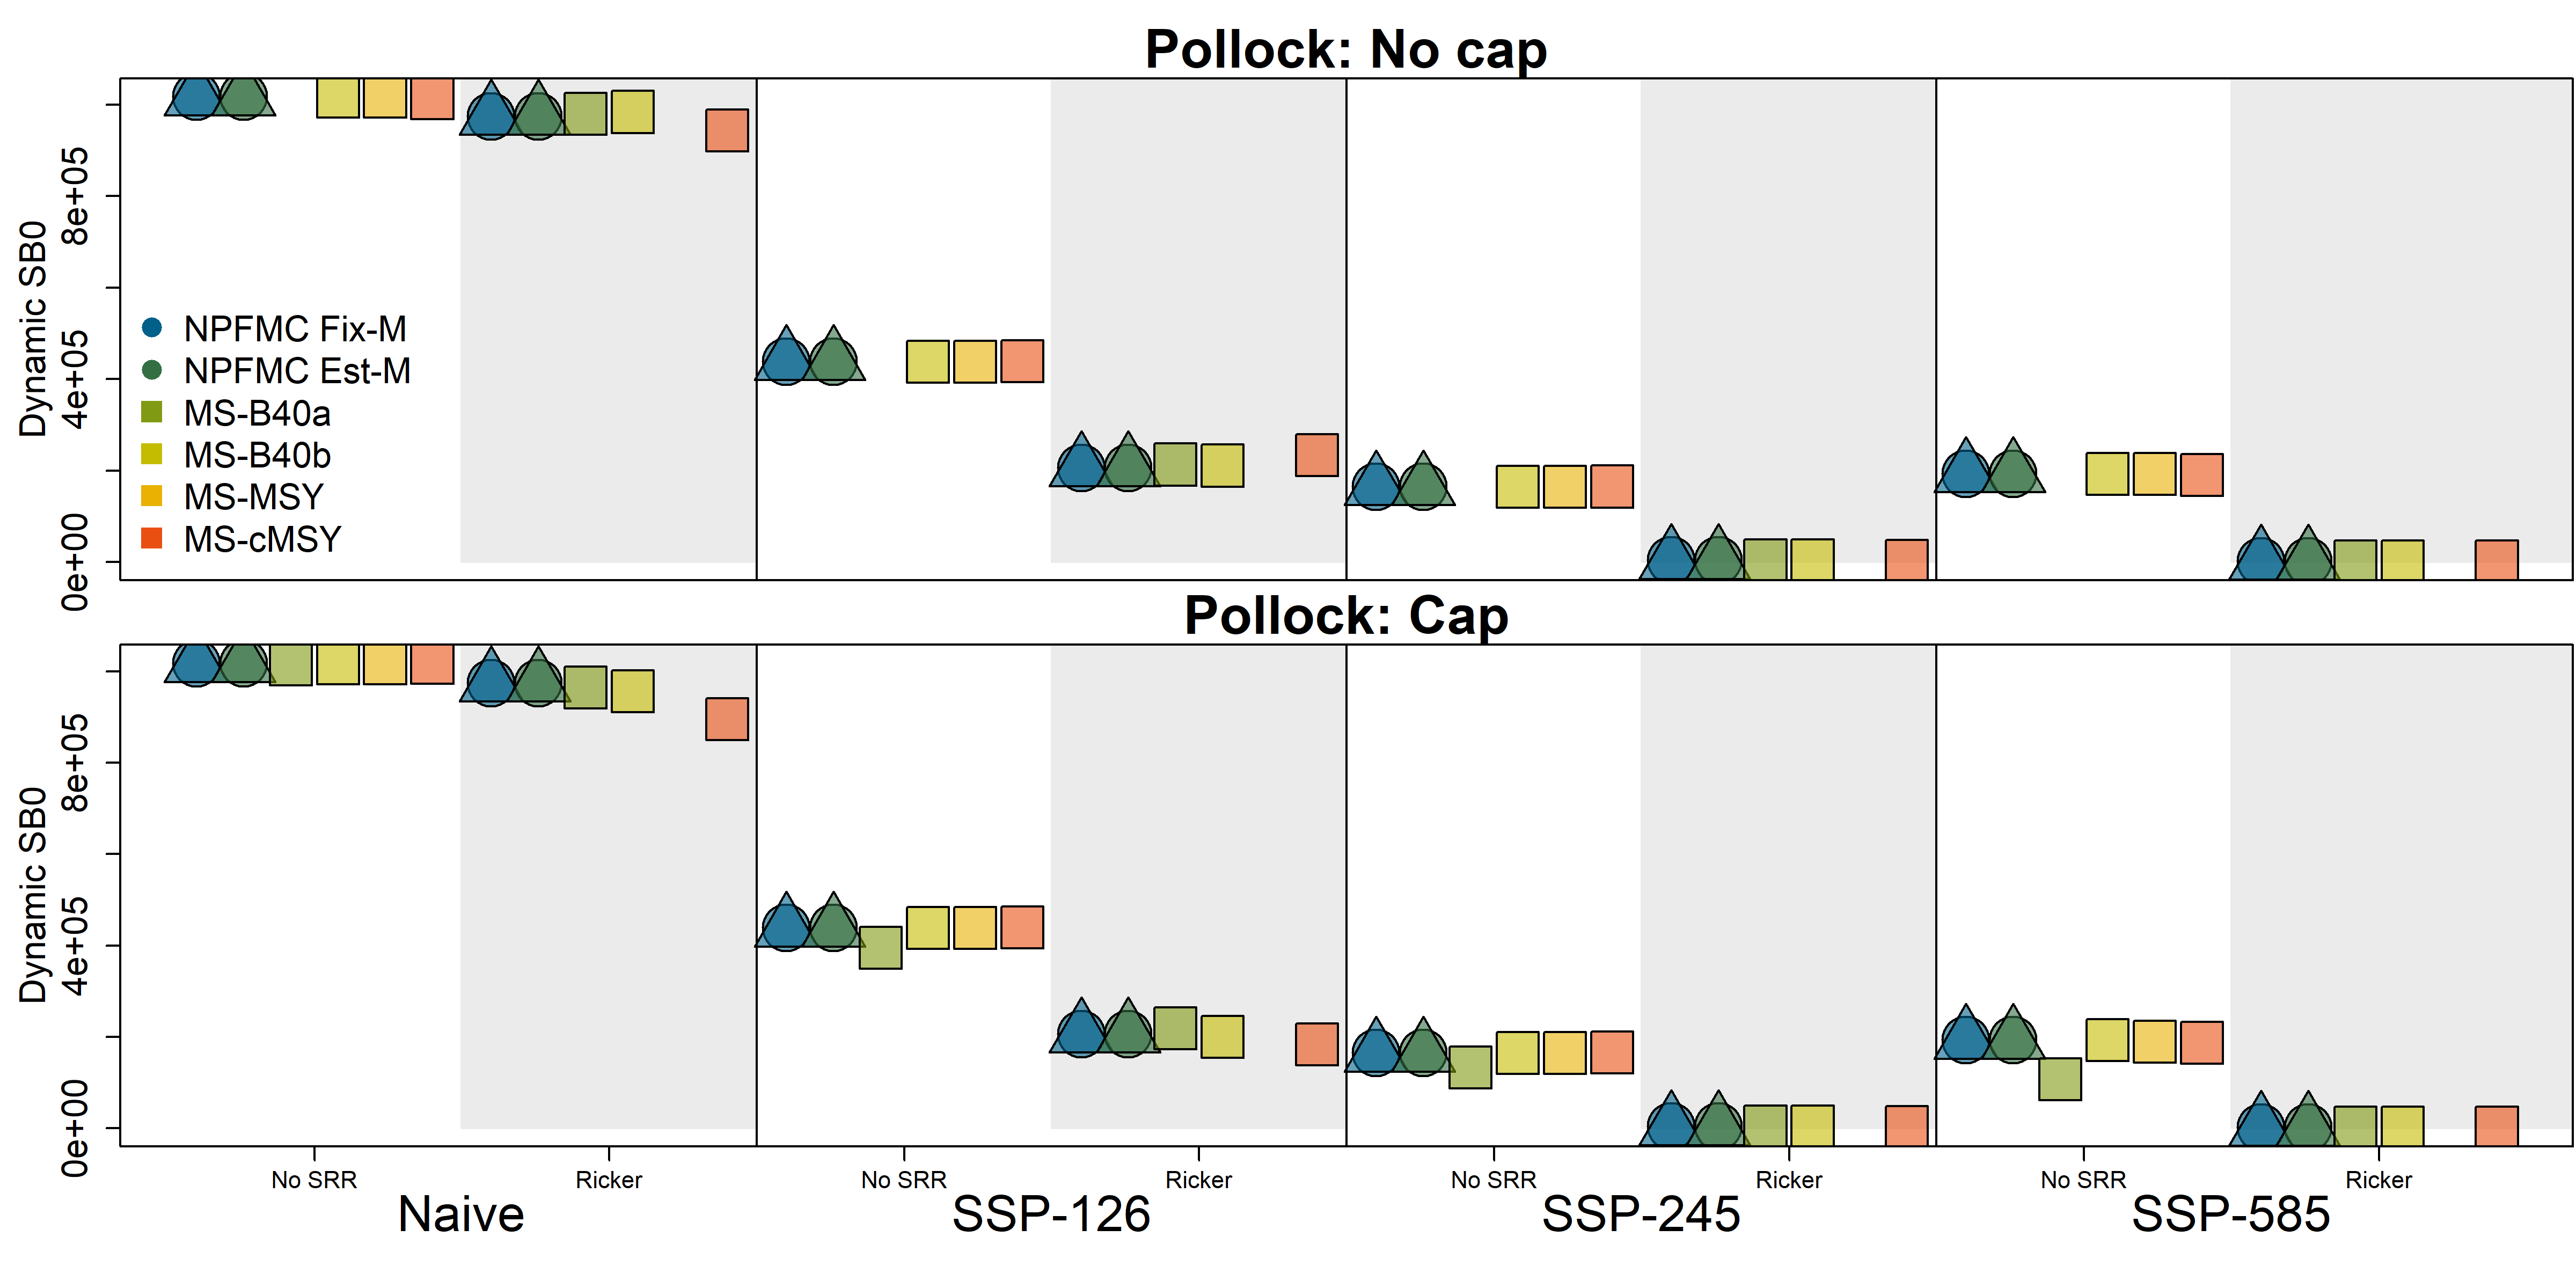 Pollock: No cap
Dynamic SB0
8e+05
4e+05
0e+00
NPFMC Fix-M
NPFMC Est-M
MS-B40a
MS-B40b
MS-MSY
MS-cMSY
Pollock: Cap
Dynamic SB0
8e+05
4e+05
0e+00
No SRR Ricker No SRR Ricker No SRR Ricker No SRR Ricker
Naive SSP-126 SSP-245 SSP-585